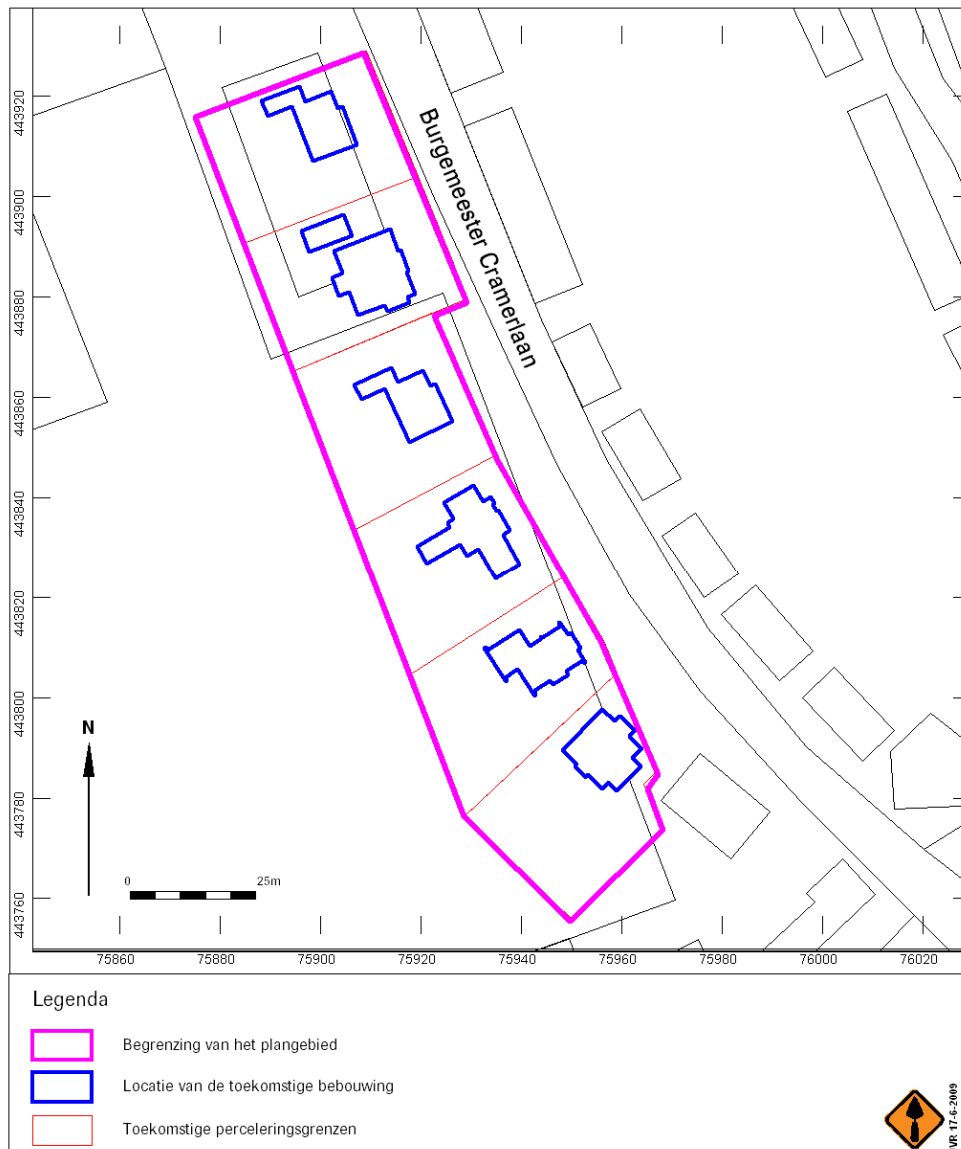 443920
443900
443880
443860
443840
443820
443800
443780
443760
Burgemeester Cramerlaan
N
0 25m
75860 75880 75900 75920 75940 75960 75980 76000 76020
Legenda
Begrenzing van het plangebied
Locatie van de toekomstige bebouwing
Toekomstige perceleringsgrenzen
IVR 17-6-2009